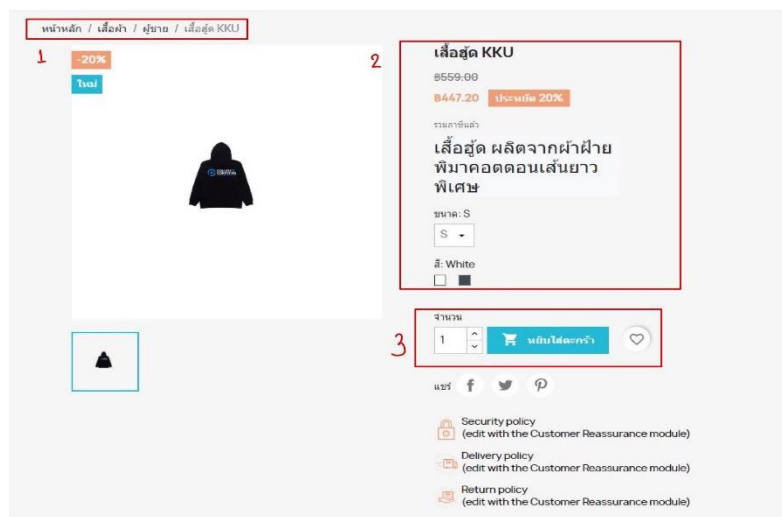 หน้าหลัก / เสื้อผ้า / ผู้ชาย / เสื้อฮู้ด KKU
1
-20%
ใหม่
2
เสื้อฮู้ด KKU
฿559.00
฿447.20 ประหยัด 20%
รวมภาษีแล้ว
เสื้อฮู้ด ผลิตจากผ้าฝ้าย
พิมาคอตตอนเส้นยาว
พิเศษ
ขนาด: S
S
สี: White
3
จำนวน
1 หยิบใส่ตะกร้า
แชร์
Security policy
(edit with the Customer Reassurance module)
Delivery policy
(edit with the Customer Reassurance module)
Return policy
(edit with the Customer Reassurance module)